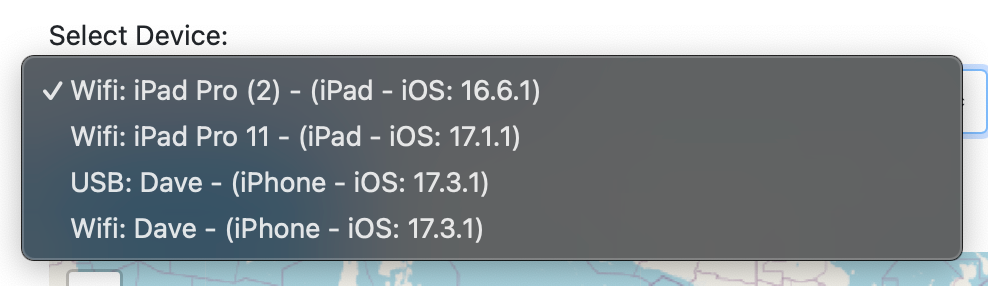 Select Device:
✓ Wifi: iPad Pro (2) - (iPad - iOS: 16.6.1)
Wifi: iPad Pro 11 - (iPad - iOS: 17.1.1)
USB: Dave - (iPhone - iOS: 17.3.1)
Wifi: Dave - (iPhone - iOS: 17.3.1)